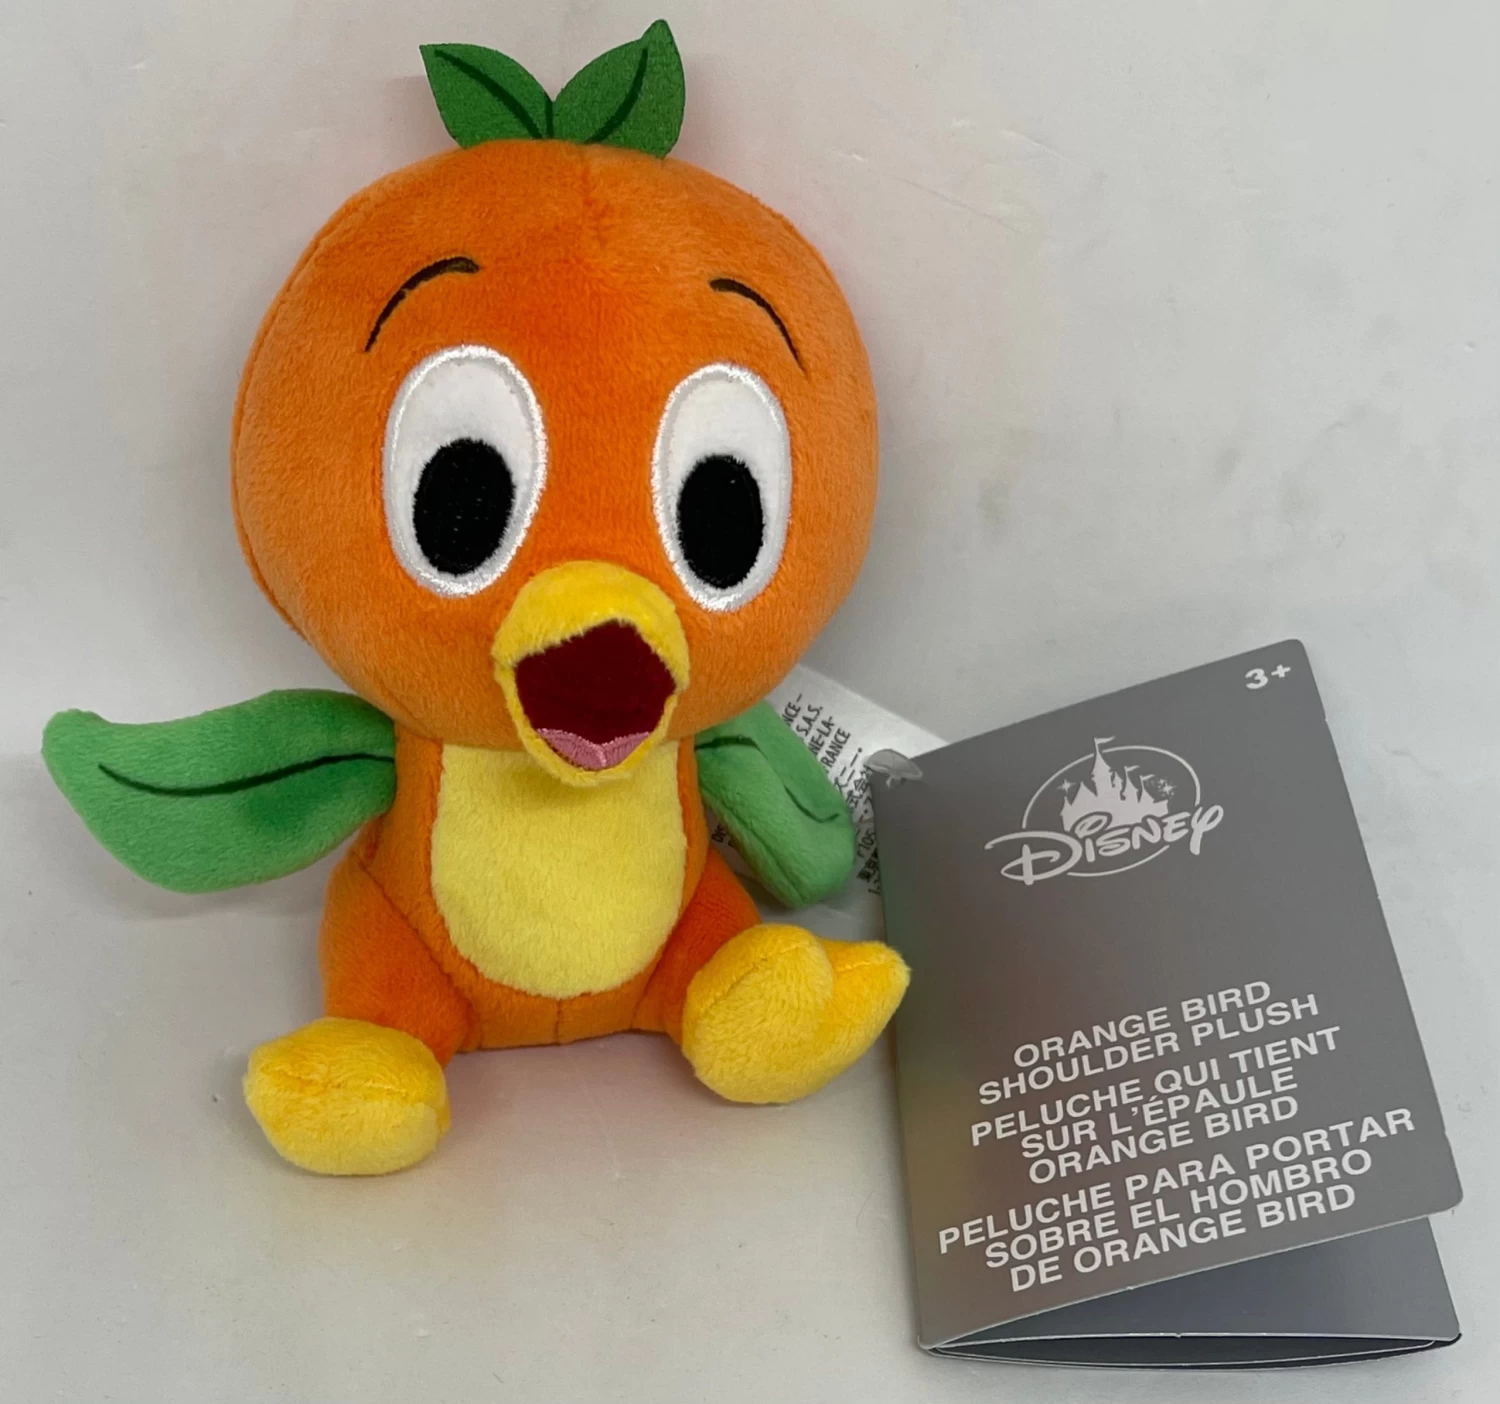 3+
Disney
ORANGE BIRD
SHOULDER PLUSH
PELUCHE QUI TIENT
SUR L'ÉPAULE
ORANGE BIRD
PELUCHE PARA PORTAR
SOBRE EL HOMBRO
DE ORANGE BIRD
S.A.S.